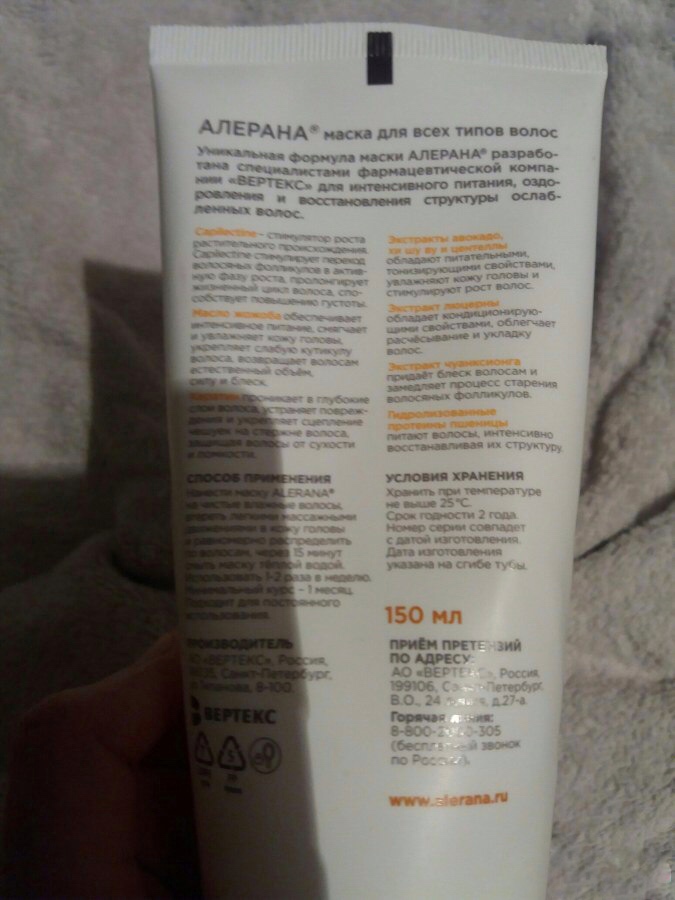 АЛЕРАНА® маска для всех типов волос
Уникальная формула маски АЛЕРАНА® разрабо-
тана специалистами фармацевтической компа-
нии «ВЕРТЕКС» для интенсивного питания, оздо-
ровления и восстановления структуры ослаб-
ленных волос.
Capilectine - стимулятор роста
растительного происхождения.
Capilectine стимулирует переход
волосяных фолликулов в актив-
ную фазу роста, пролонгирует
жизненный цикл волоса, спо-
собствует повышению густоты.
Масло жожоба обеспечивает
интенсивное питание, смягчает
и увлажняет кожу головы,
укрепляет слабую кутикулу
волоса, возвращает волосам
естественный объём,
силу и блеск.
Кератин проникает в глубокие
слои волоса, устраняет повреж-
дения и укрепляет сцепление
чешуек на стержне волоса,
защищая волосы от сухости
и ломкости.
Экстракты авокадо,
хи шу ву и центеллы
обладают питательными,
тонизирующими свойствами,
увлажняют кожу головы и
стимулируют рост волос.
Экстракт люцерны
обладает кондиционирую-
щими свойствами, облегчает
расчёсывание и укладку
волос.
Экстракт чуанксионга
придаёт блеск волосам и
замедляет процесс старения
волосяных фолликулов.
Гидролизованные
протеины пшеницы
питают волосы, интенсивно
восстанавливая их структуру.
СПОСОБ ПРИМЕНЕНИЯ
Нанести маску ALERANA®
на чистые влажные волосы,
втереть лёгкими массажными
движениями в кожу головы
и равномерно распределить
по волосам, через 15 минут
смыть маску тёплой водой.
Использовать 1-2 раза в неделю.
Минимальный курс – 1 месяц.
Подходит для постоянного
использования.
УСЛОВИЯ ХРАНЕНИЯ
Хранить при температуре
не выше 25°С.
Срок годности 2 года.
Номер серии совпадает
с датой изготовления.
Дата изготовления
указана на сгибе тубы.
150 мл
ПРОИЗВОДИТЕЛЬ
АО «ВЕРТЕКС», Россия,
Санкт-Петербург,
8-100.
ВЕРТЕКС
ПРИЁМ ПРЕТЕНЗИЙ
ПО АДРЕСУ:
АО «ВЕРТЕКС», Россия,
199106, Санкт-Петербург,
В.О., 24 линия, д.27-а.
Горячая линия:
(бесплатный звонок
по России).
www.alerana.ru